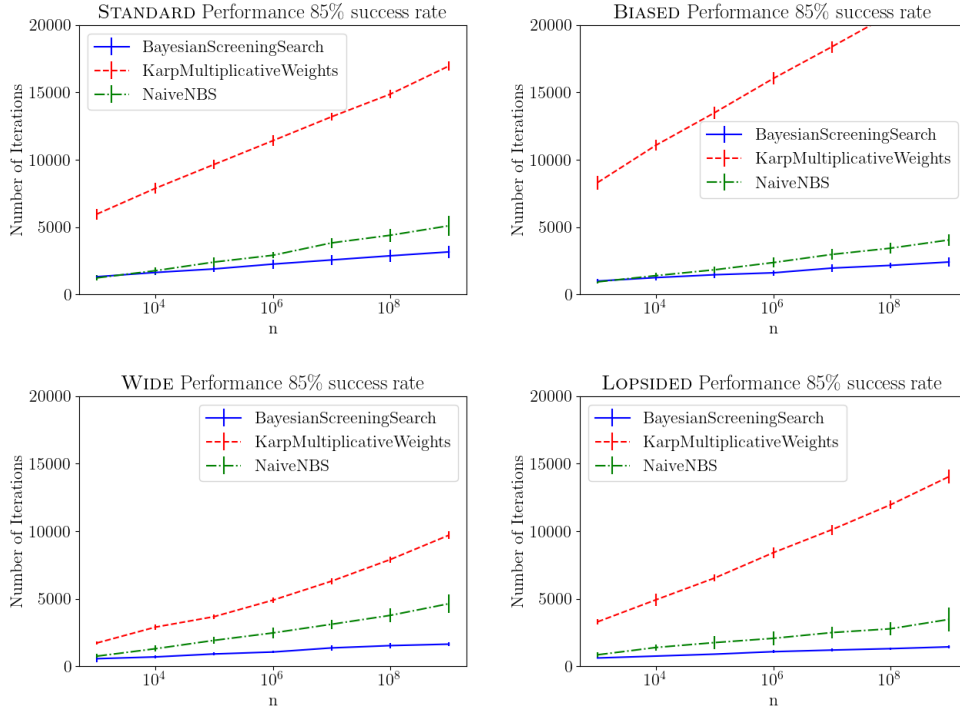 STANDARD Performance 85% success rate
20000
15000
10000
5000
0
Number of Iterations
BayesianScreeningSearch
KarpMultiplicativeWeights
NaiveNBS
10^4
10^6
10^8
n
BIASED Performance 85% success rate
20000
15000
10000
5000
0
Number of Iterations
BayesianScreeningSearch
KarpMultiplicativeWeights
NaiveNBS
10^4
10^6
10^8
n
WIDE Performance 85% success rate
20000
15000
10000
5000
0
Number of Iterations
BayesianScreeningSearch
KarpMultiplicativeWeights
NaiveNBS
10^4
10^6
10^8
n
LOPSIDED Performance 85% success rate
20000
15000
10000
5000
0
Number of Iterations
BayesianScreeningSearch
KarpMultiplicativeWeights
NaiveNBS
10^4
10^6
10^8
n